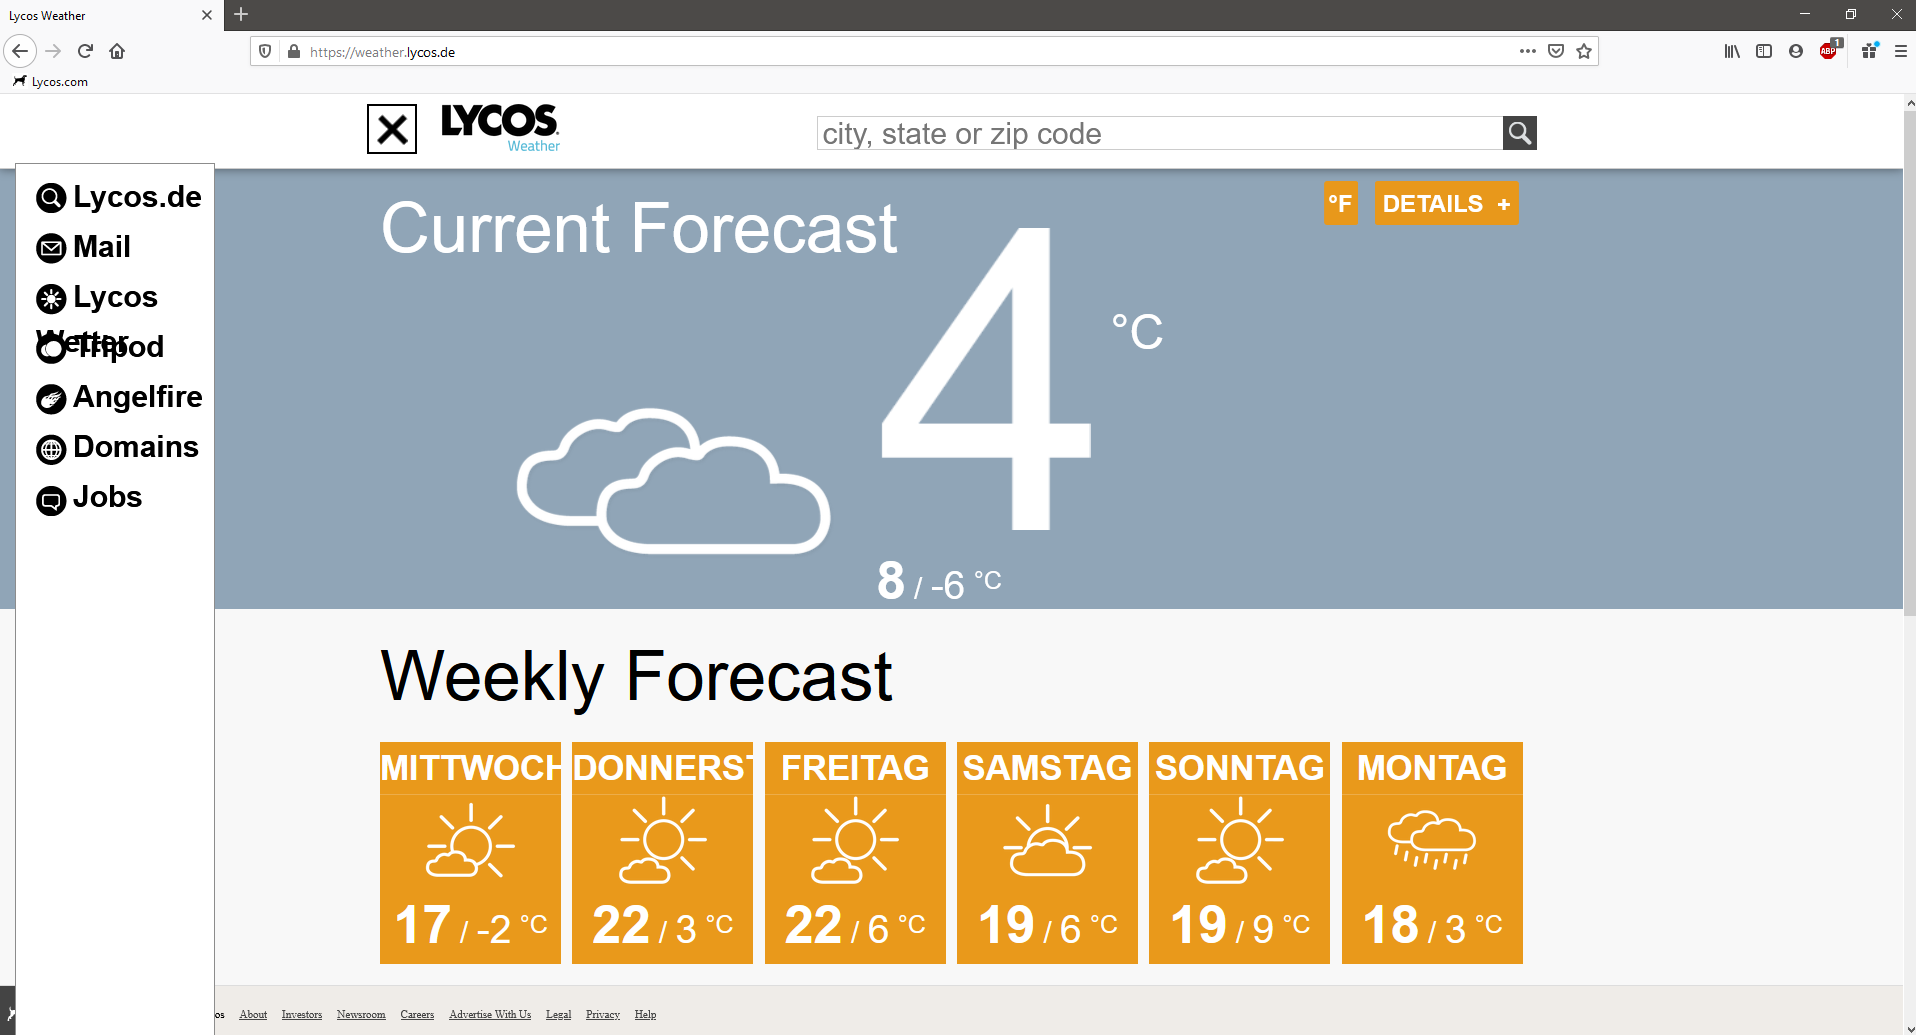 Lycos Weather
https://weather.lycos.de
ABP
1
Lycos.com
LYCOS
Weather
city, state or zip code
Lycos.de
Mail
Lycos
Wetter
Tripod
Angelfire
Domains
Jobs
Current Forecast
°F
DETAILS +
4 °C
8 / -6 °C
Weekly Forecast
MITTWOCH DONNERST FREITAG SAMSTAG SONNTAG MONTAG
17 / -2 °C 22 / 3 °C 22 / 6 °C 19 / 6 °C 19 / 9 °C 18 / 3 °C
os About Investors Newsroom Careers Advertise With Us Legal Privacy Help